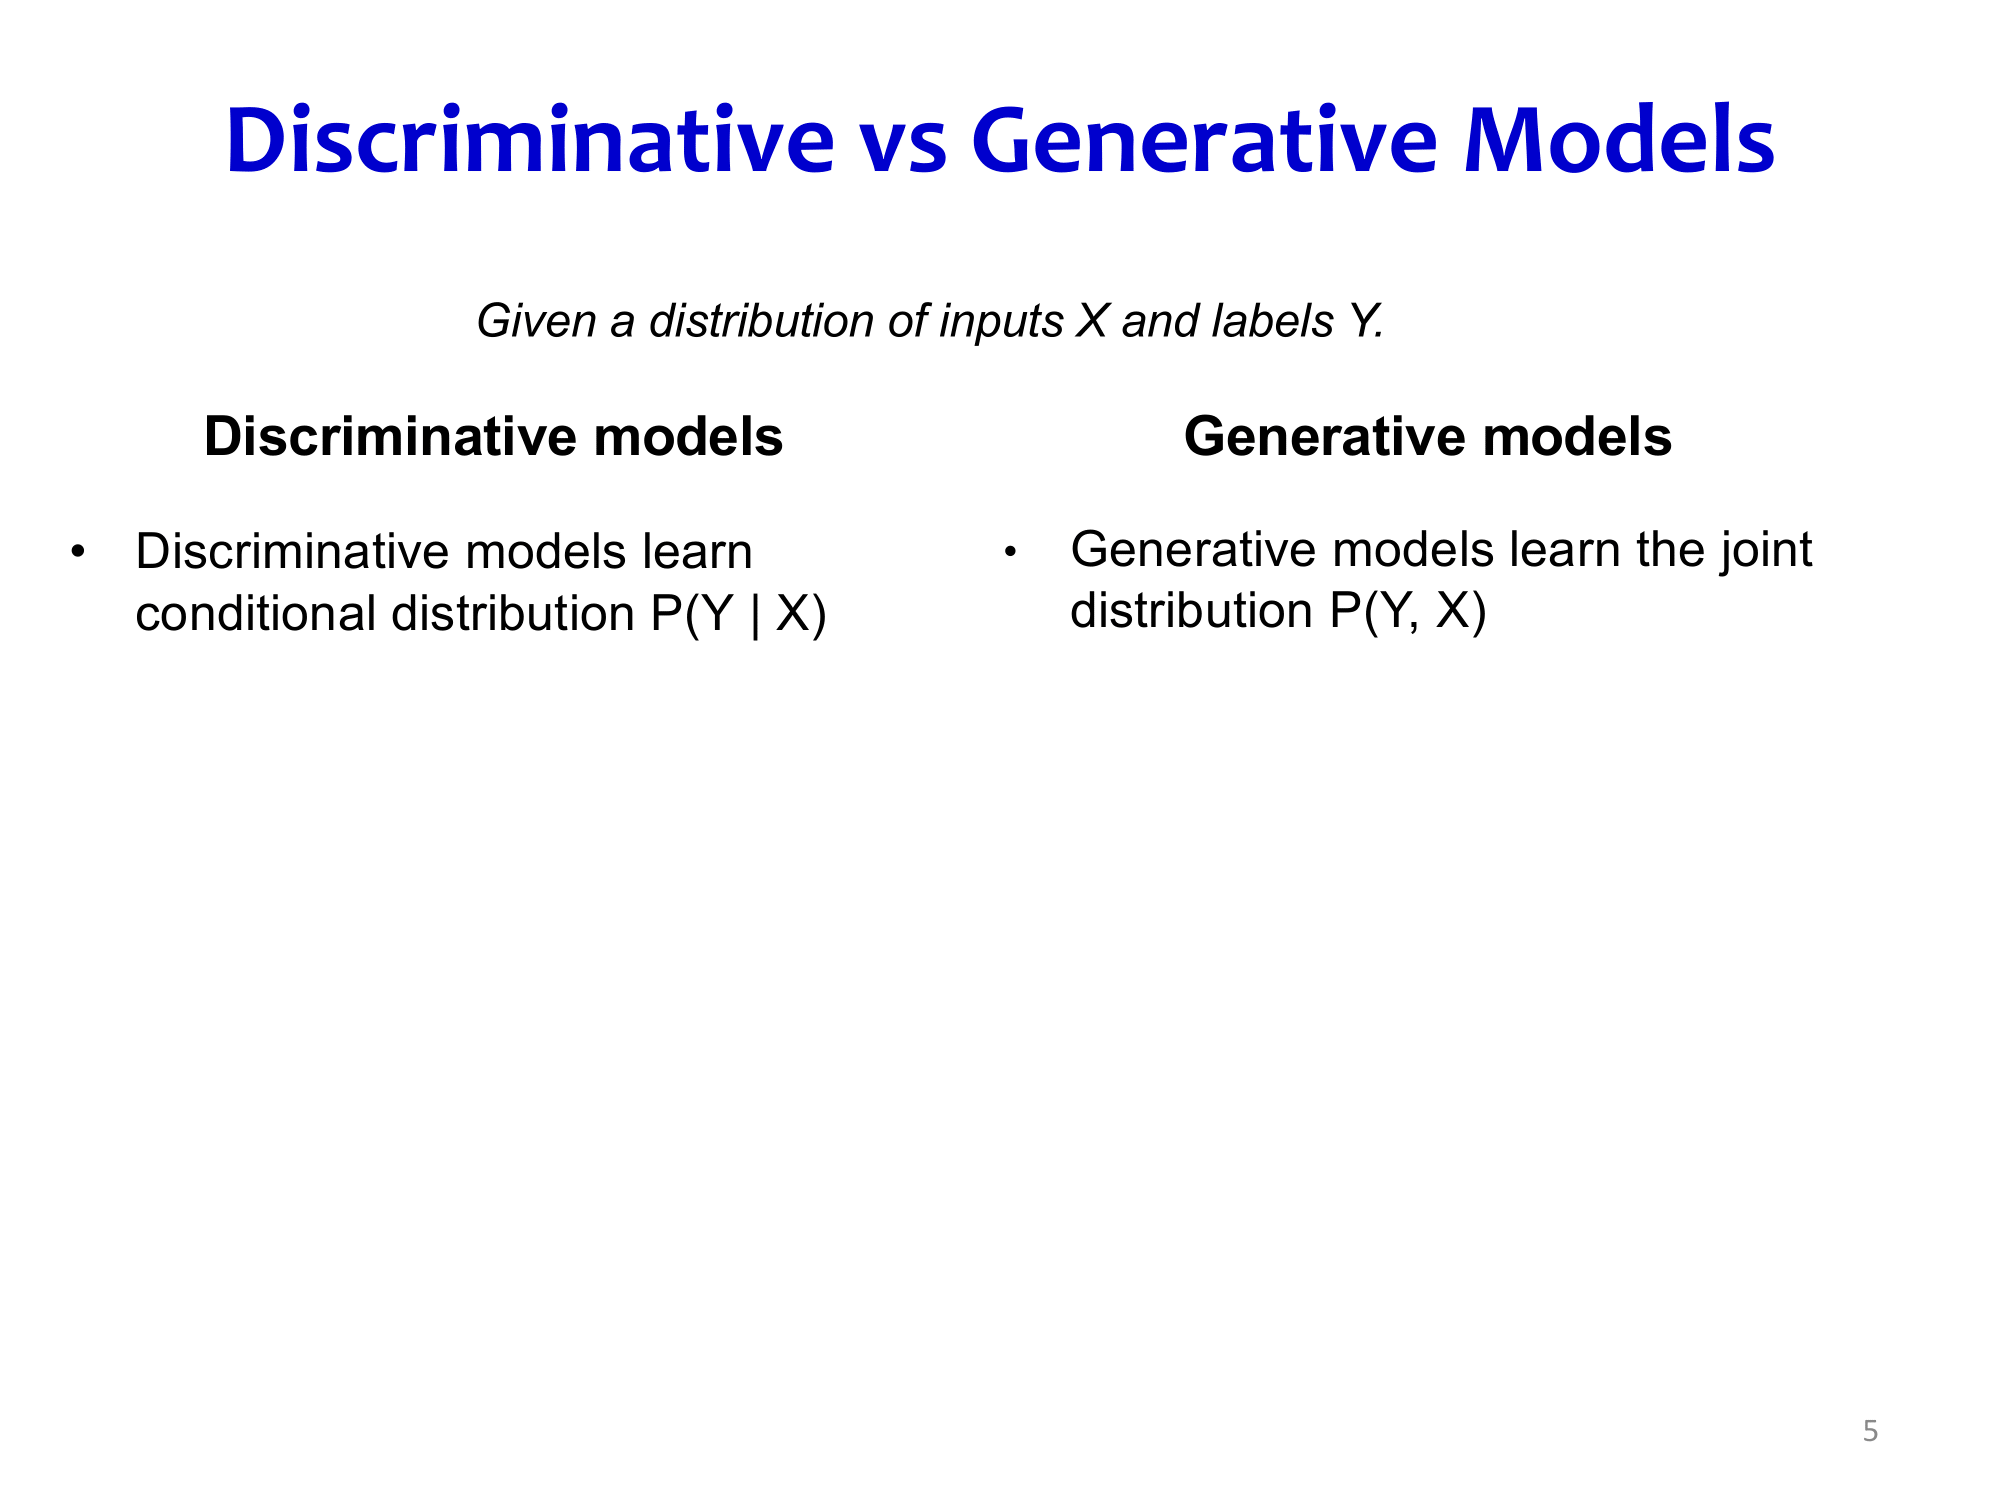 Discriminative vs Generative Models
Given a distribution of inputs X and labels Y.
Discriminative models
• Discriminative models learn
conditional distribution P(Y | X)
Generative models
• Generative models learn the joint
distribution P(Y, X)
5